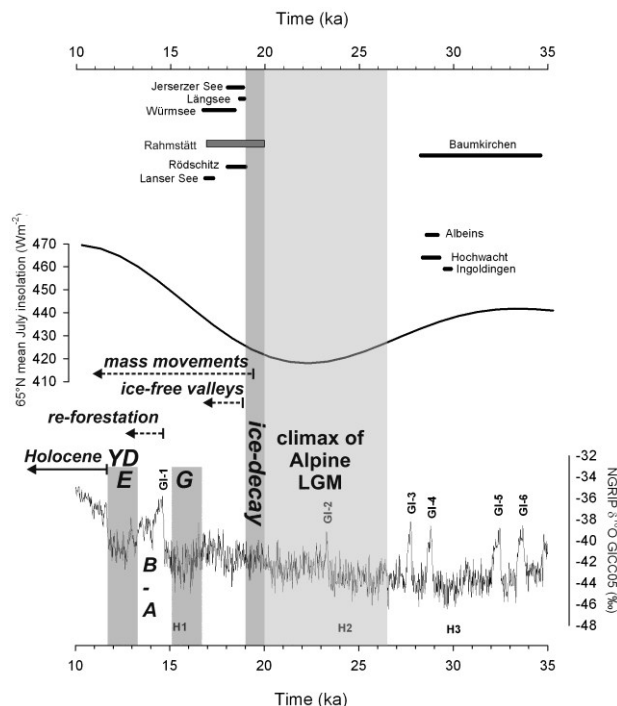 Time (ka)
10 15 20 25 30 35
Jerserzer See
Längsee
Würmsee
Rahmstätt
Baumkirchen
Rödschitz
Lanser See
Albeins
Hochwacht
Ingoldingen
65°N mean July insolation (Wm-2)
470
460
450
440
430
420
410
mass movements
ice-free valleys
re-forestation
Holocene
YD
E
GI-1
G
ice-decay
climax of
Alpine
LGM
GI-2
GI-3
GI-4
GI-5
GI-6
B
-
A
H1
H2
H3
-32
-34
-36
-38
-40
-42
-44
-46
-48
NGRIP δ18O GICC05 (‰)
10 15 20 25 30 35
Time (ka)